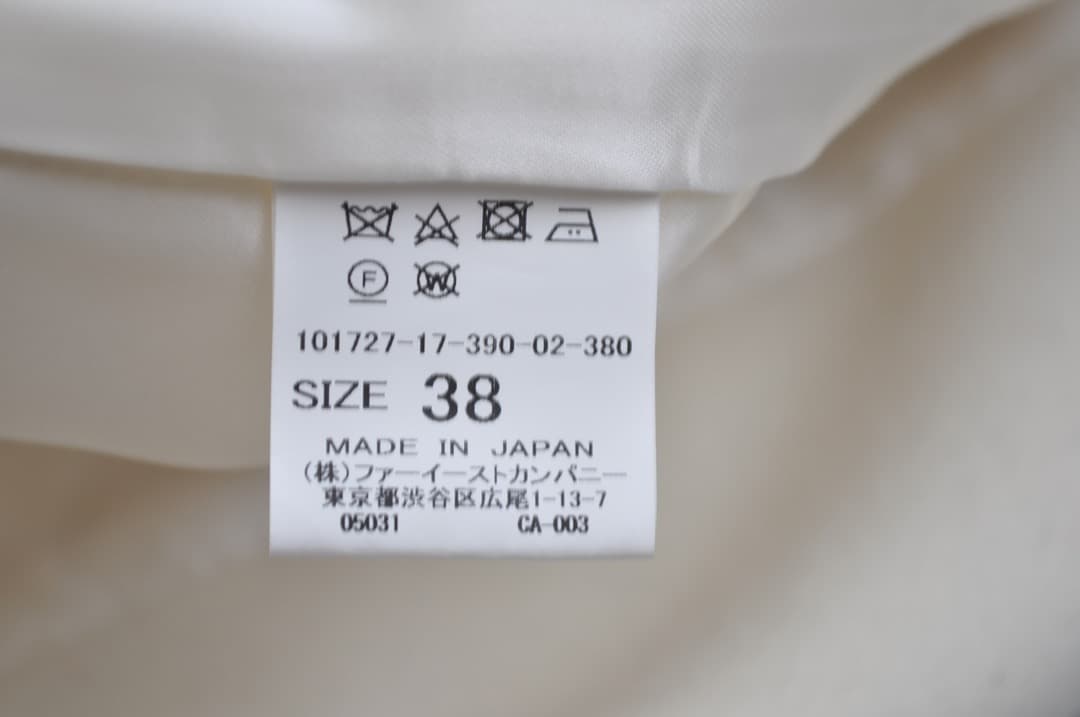 F W
101727-17-390-02-380
SIZE 38
MADE IN JAPAN
(株)ファーイーストカンパニー
東京都渋谷区広尾1-13-7
05031 CA-003